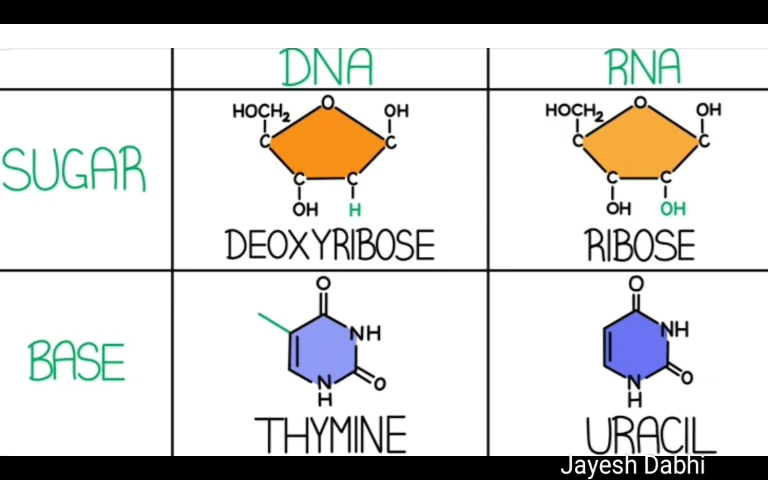 DNA RNA
SUGAR
HOCH2 O OH
C C
C C
OH H
DEOXYRIBOSE
HOCH2 O OH
C C
C C
OH OH
RIBOSE
BASE
O
NH
N O
H
THYMINE
O
NH
N O
H
URACIL
Jayesh Dabhi